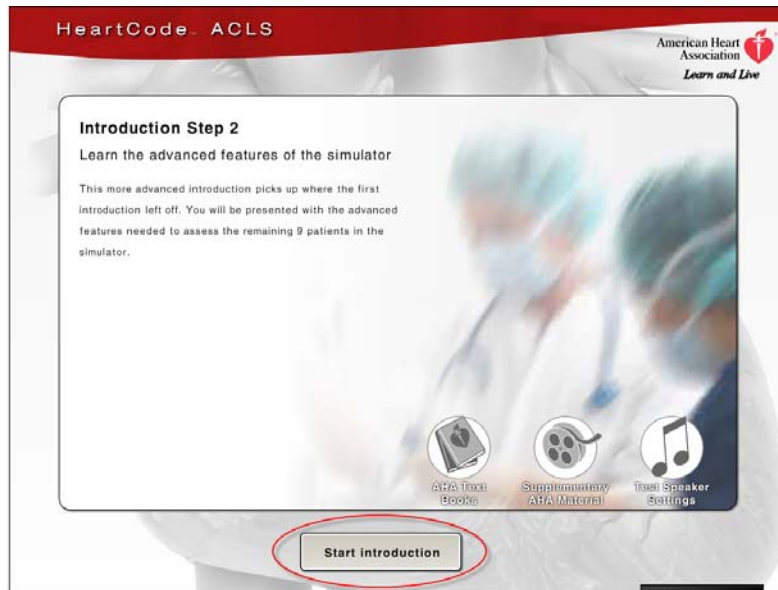 HeartCode™ ACLS
American Heart
Association
Learn and Live
Introduction Step 2
Learn the advanced features of the simulator
This more advanced introduction picks up where the first
introduction left off. You will be presented with the advanced
features needed to assess the remaining 9 patients in the
simulator.
AHA Text
Books
Supplementary
AHA Material
Test Speaker
Settings
Start introduction